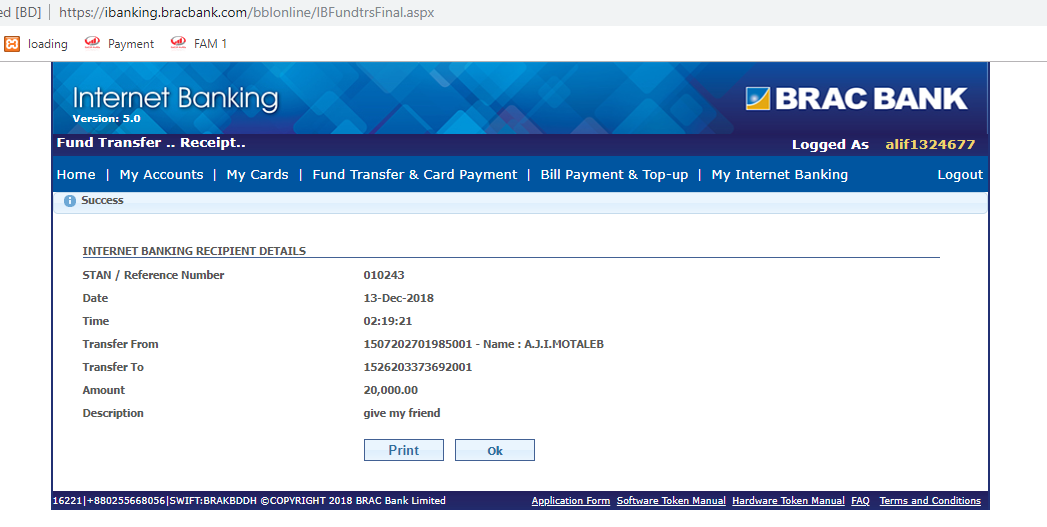 ed [BD] | https://ibanking.bracbank.com/bblonline/IBFundtrsFinal.aspx
loading Payment FAM 1
Internet Banking
Version: 5.0
BRAC BANK
Fund Transfer .. Receipt.. Logged As alif1324677
Home | My Accounts | My Cards | Fund Transfer & Card Payment | Bill Payment & Top-up | My Internet Banking Logout
Success
INTERNET BANKING RECIPIENT DETAILS
STAN / Reference Number 010243
Date 13-Dec-2018
Time 02:19:21
Transfer From 1507202701985001 - Name : A.J.I.MOTALEB
Transfer To 1526203373692001
Amount 20,000.00
Description give my friend
Print Ok
16221|+880255668056|SWIFT:BRAKBDDH ©COPYRIGHT 2018 BRAC Bank Limited Application Form Software Token Manual Hardware Token Manual FAQ Terms and Conditions